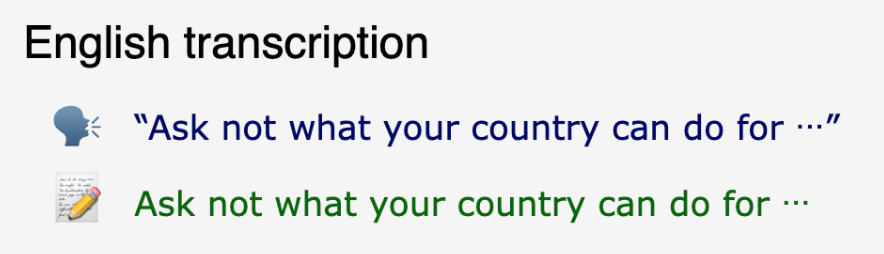 English transcription
“Ask not what your country can do for ⋯”
Ask not what your country can do for ⋯